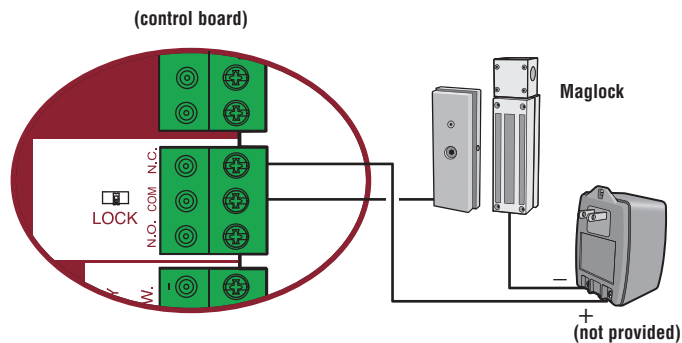 (control board)
Maglock
N.C.
COM
N.O.
LOCK
Y
W.
–
+
(not provided)